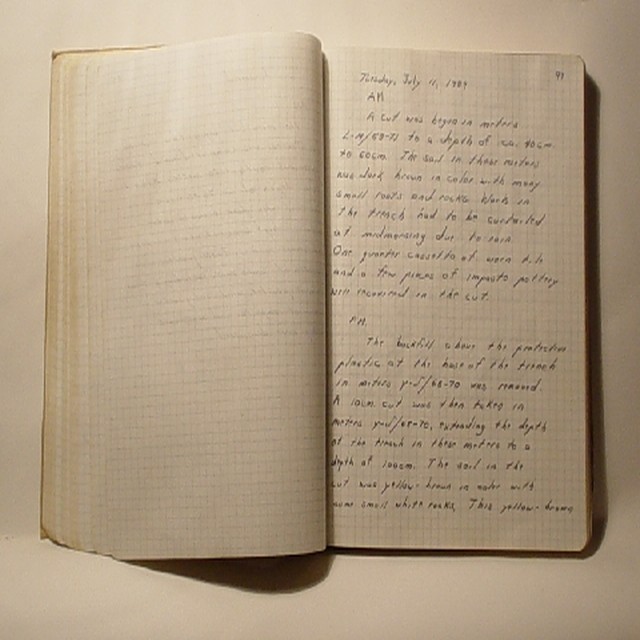 99
Tuesday, July 11, 1989
AM
A cut was begun in meters
to a depth of ca. 40cm
to 60cm. The soil in these meters
was dark brown in color with many
small roots and rocks. Work in
the trench had to be curtailed
at midmorning due to rain.
One quarter cassetta of worn tile
and a few pieces of impasto pottery
were recovered in the cut.
P.M.
The backfill above the protective
plastic at the base of the trench
in meters /68-70 was removed.
A 10cm cut was then taken in
meters /68-70, extending the depth
of the trench in these meters to a
depth of 100cm. The soil in the
cut was yellow-brown in color with
some small white rocks. This yellow-brown